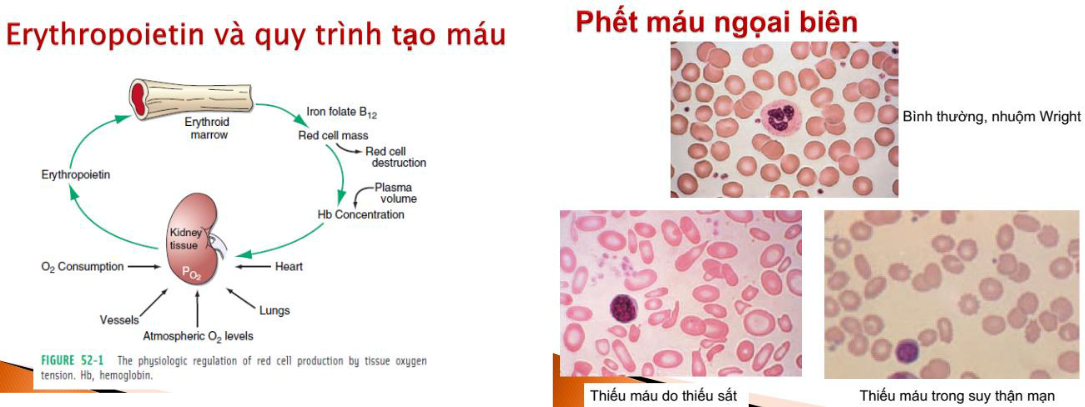 Erythropoietin và quy trình tạo máu
Erythroid
marrow
Iron folate B12
Red cell mass
Red cell
destruction
Plasma
volume
Hb Concentration
Erythropoietin
Kidney
tissue
PO2
O2 Consumption
Heart
Vessels
Lungs
Atmospheric O2 levels
FIGURE 52-1 The physiologic regulation of red cell production by tissue oxygen
tension. Hb, hemoglobin.
Phết máu ngọai biên
Bình thường, nhuộm Wright
Thiếu máu do thiếu sắt
Thiếu máu trong suy thận mạn